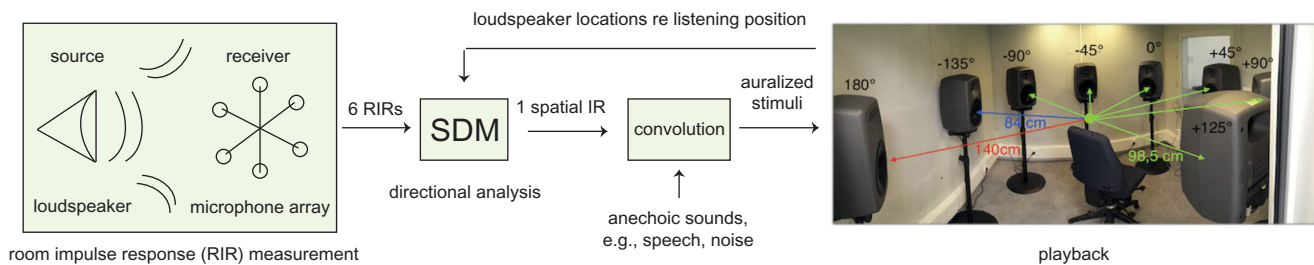 loudspeaker locations re listening position
source
receiver
loudspeaker
microphone array
room impulse response (RIR) measurement
6 RIRs
SDM
directional analysis
1 spatial IR
convolution
anechoic sounds,
e.g., speech, noise
auralized
stimuli
180°
-135°
-90°
-45°
0°
+45°
+90°
+125°
84 cm
140cm
98,5 cm
playback